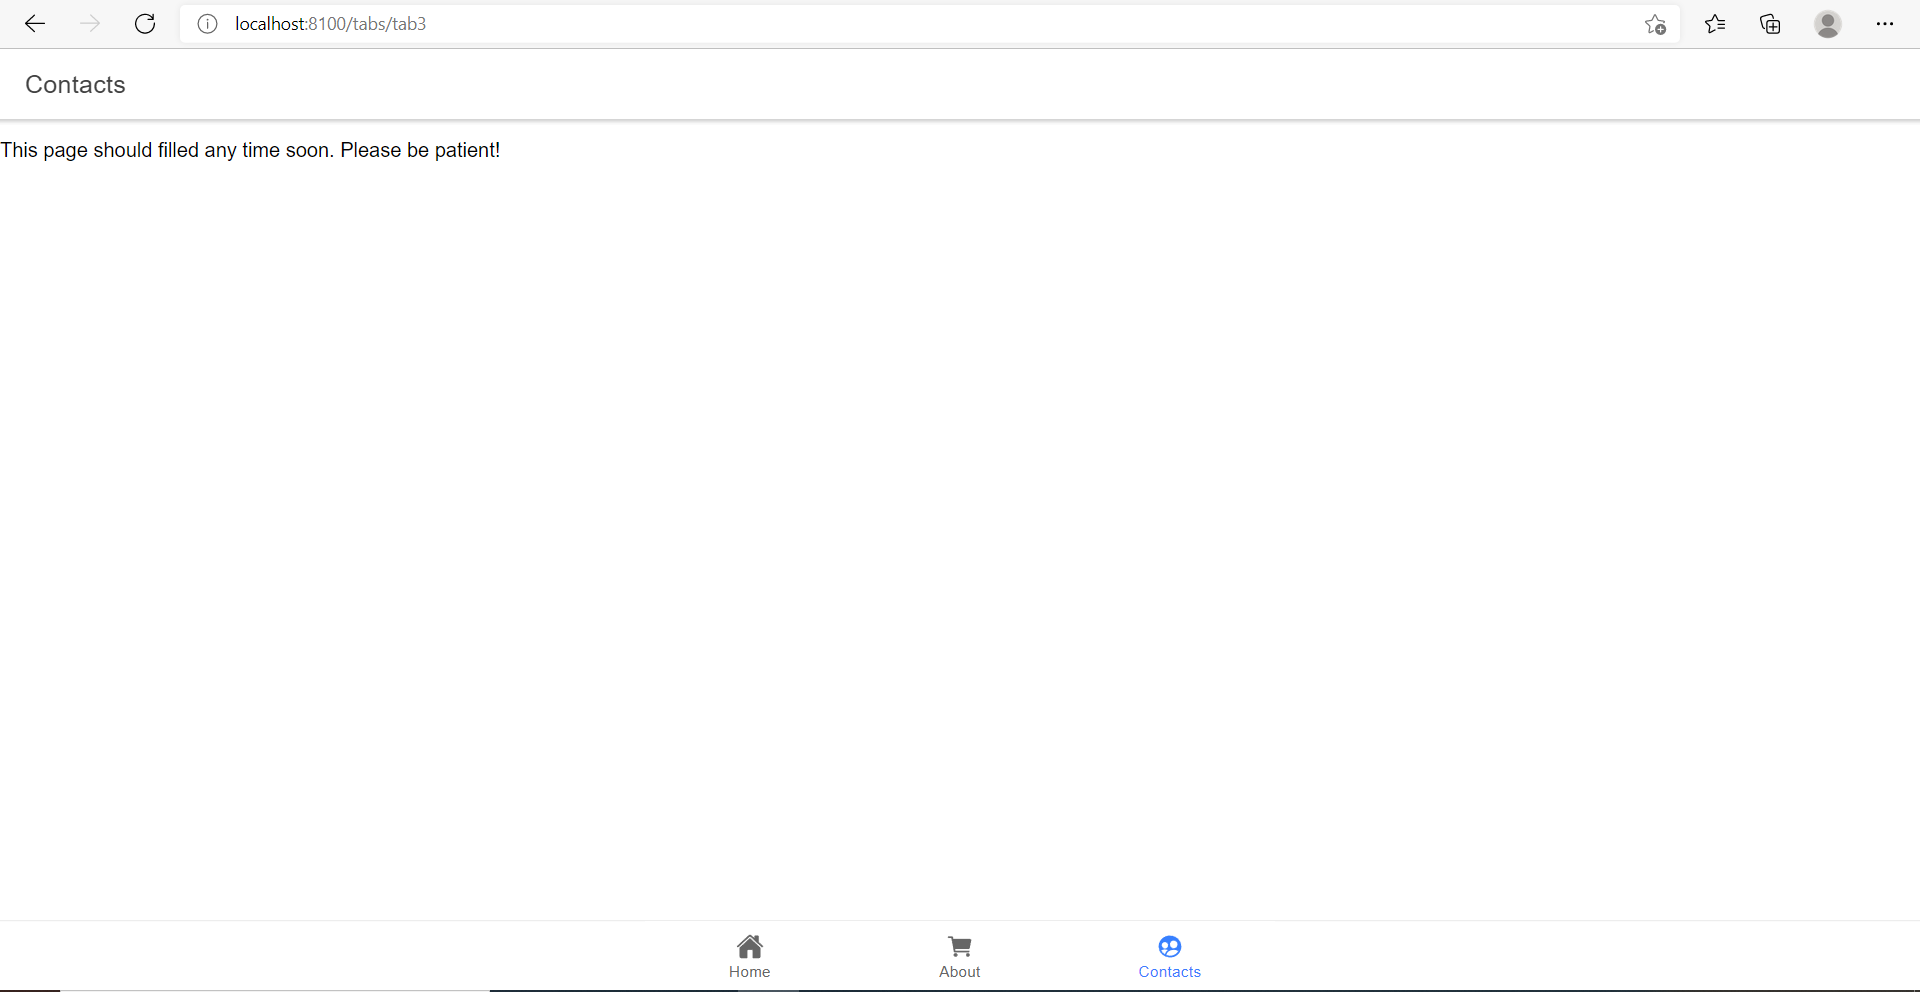 localhost:8100/tabs/tab3
Contacts
This page should filled any time soon. Please be patient!
Home
About
Contacts